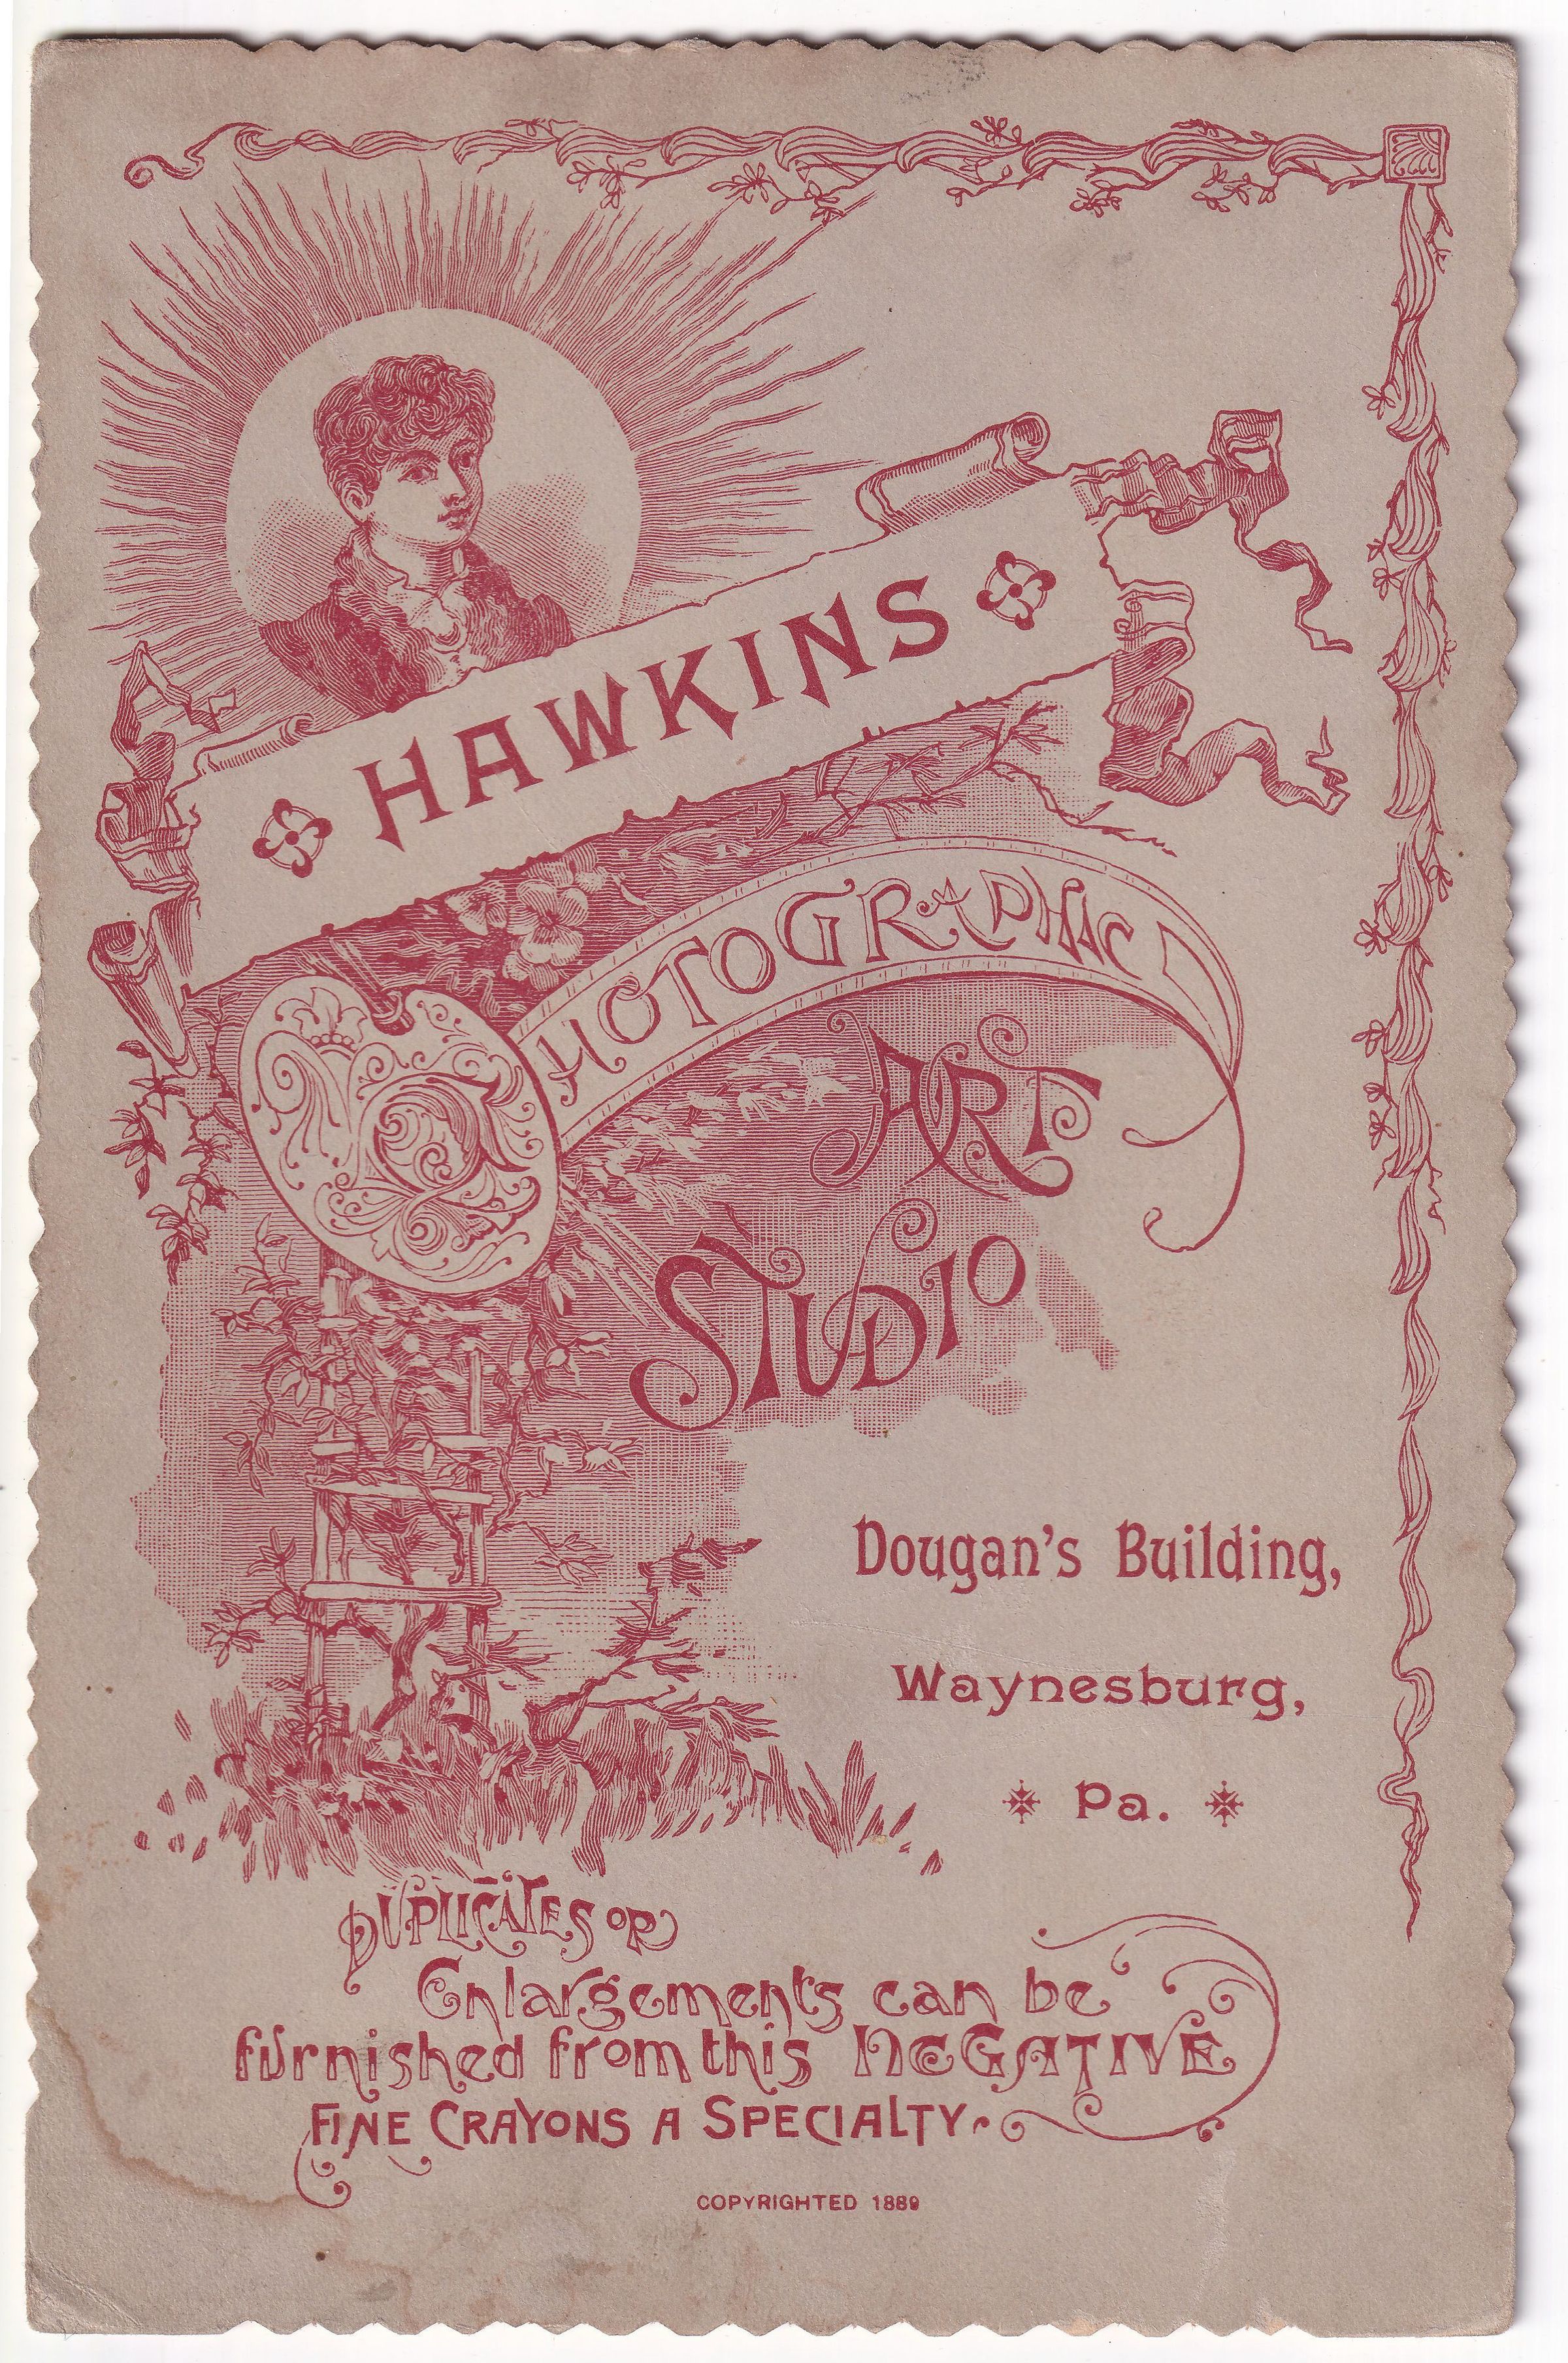 HAWKINS
PHOTOGRAPHIC
ART
STUDIO
Dougan's Building,
Waynesburg,
Pa.
DUPLICATES OR
Enlargements can be
furnished from this NEGATIVE
FINE CRAYONS A SPECIALTY.
COPYRIGHTED 1889